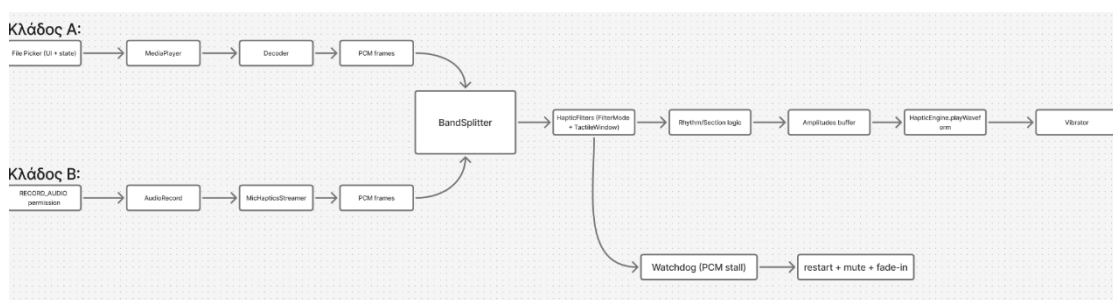 Κλάδος Α:
File Picker (UI + state)
MediaPlayer
Decoder
PCM frames
BandSplitter
HapticFilters (FilterMode
+ TactileWindow)
Rhythm/Section logic
Amplitudes buffer
HapticEngine.playWavef
orm
Vibrator
Κλάδος Β:
RECORD_AUDIO
permission
AudioRecord
MicHapticsStreamer
PCM frames
Watchdog (PCM stall)
restart + mute + fade-in